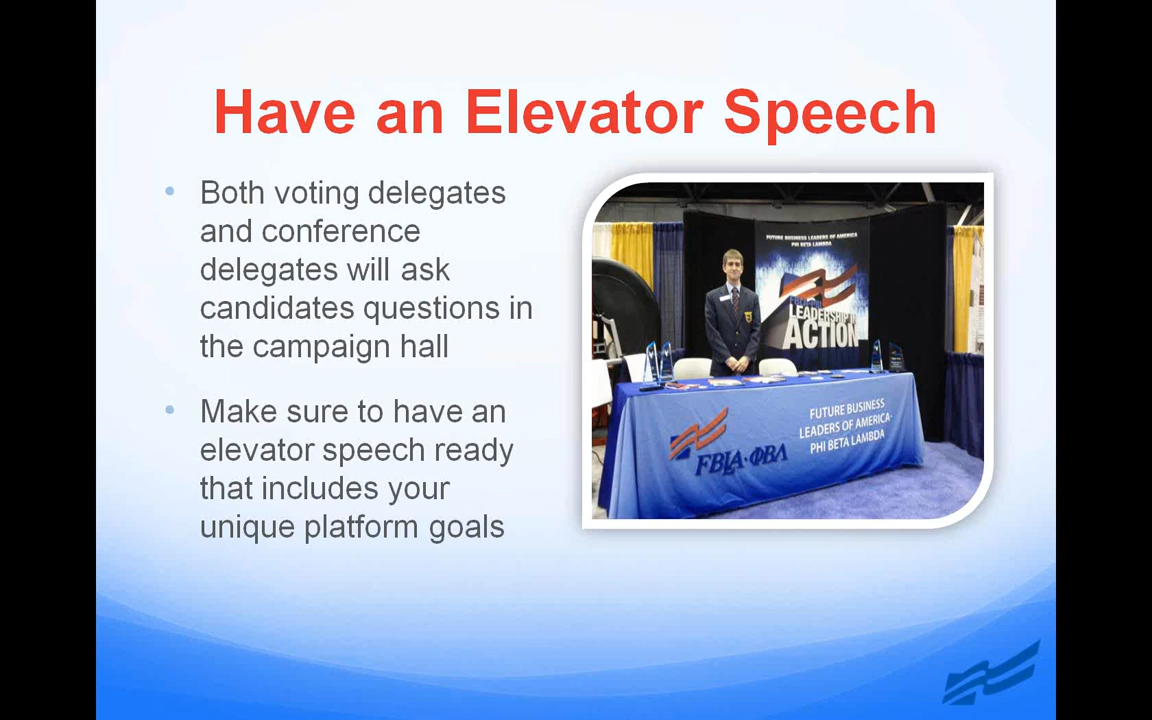 Have an Elevator Speech
Both voting delegates
and conference
delegates will ask
candidates questions in
the campaign hall
Make sure to have an
elevator speech ready
that includes your
unique platform goals
FUTURE BUSINESS LEADERS OF AMERICA
PHI BETA LAMBDA
LEADERSHIP
ACTION
FUTURE BUSINESS
LEADERS OF AMERICA-
PHI BETA LAMBDA
FBLA·ΦΒΛ